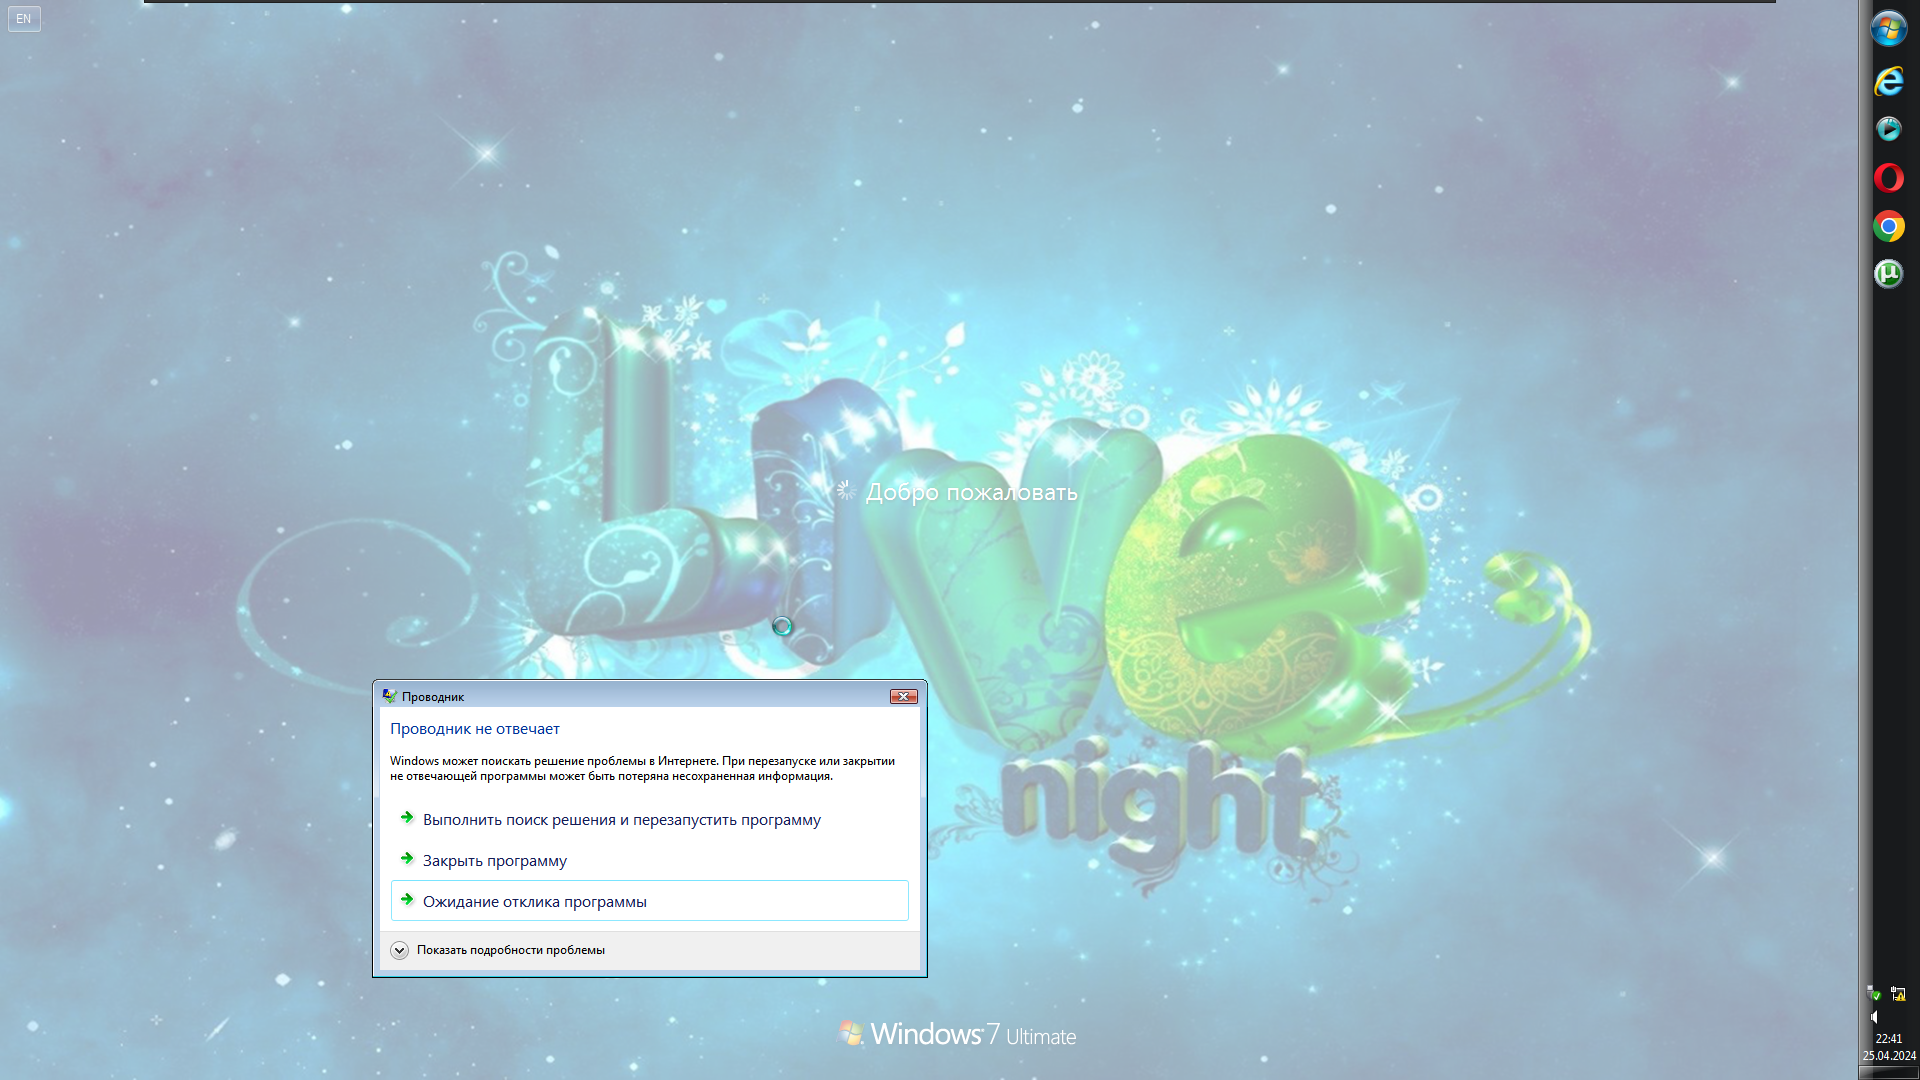 EN
Love
night
Добро пожаловать
Проводник
Проводник не отвечает
Windows может поискать решение проблемы в Интернете. При перезапуске или закрытии
не отвечающей программы может быть потеряна несохраненная информация.
Выполнить поиск решения и перезапустить программу
Закрыть программу
Ожидание отклика программы
Показать подробности проблемы
Windows 7 Ultimate
22:41
25.04.2024